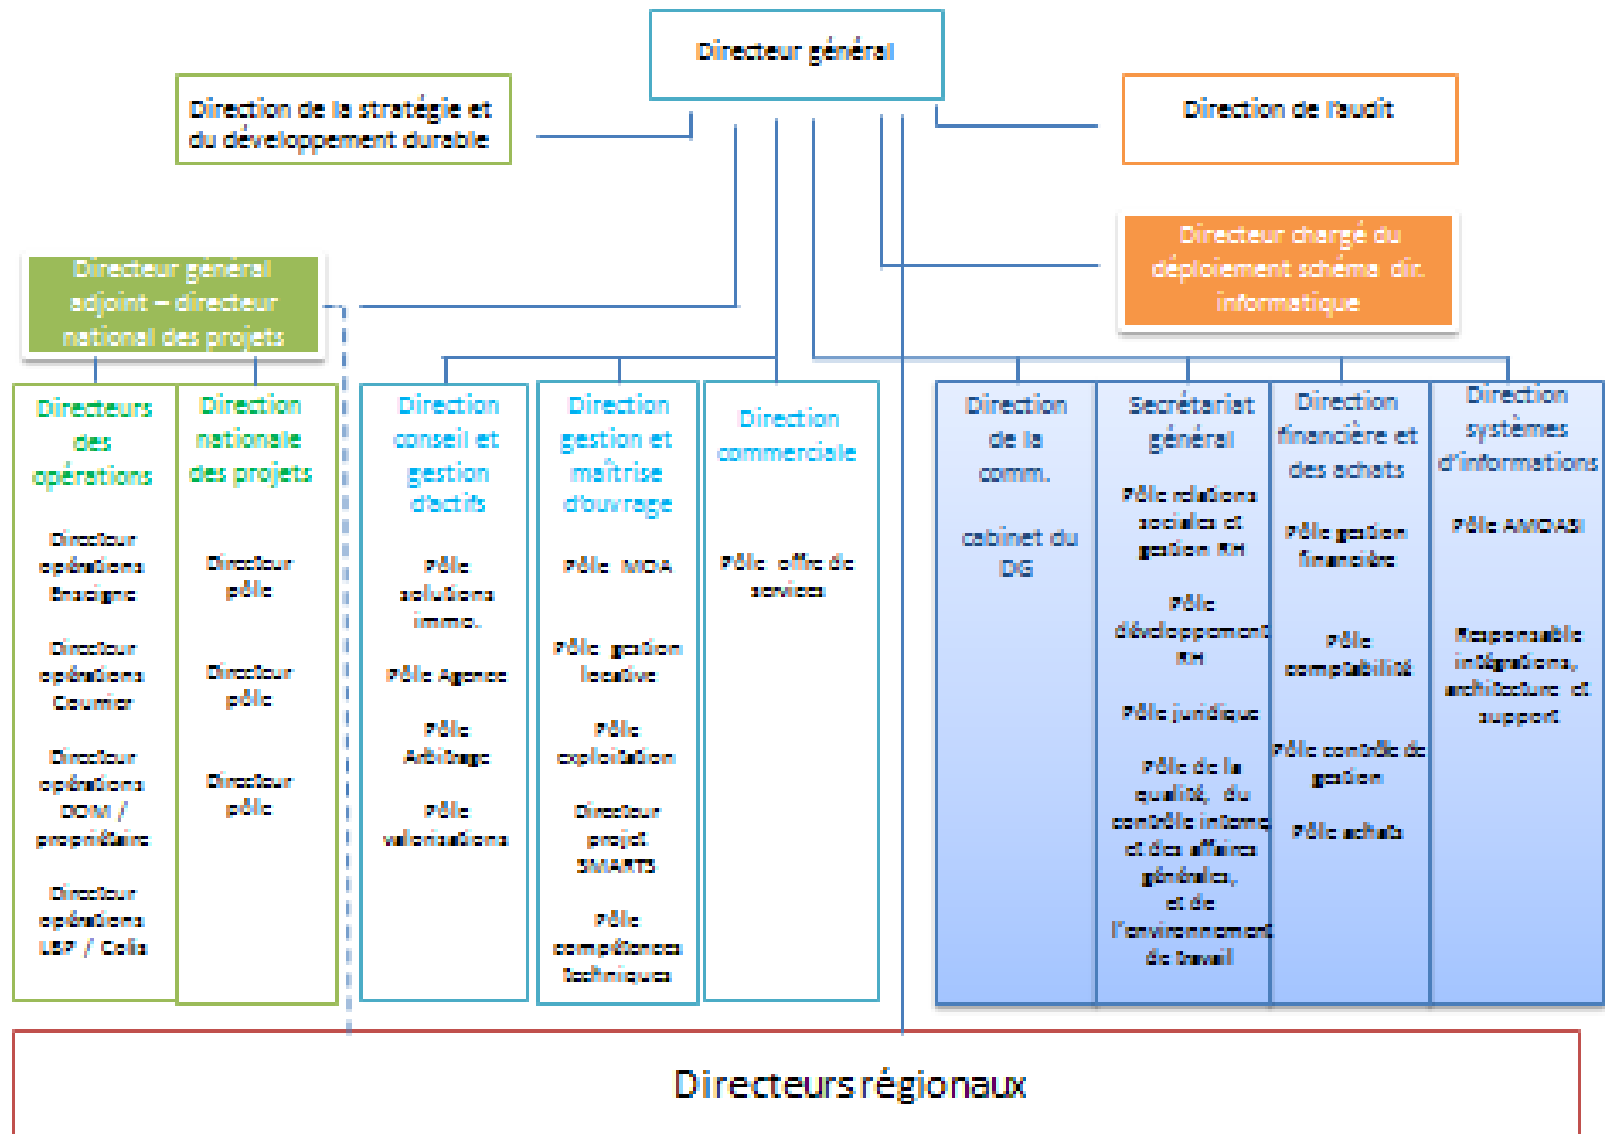 Directeur général
Direction de la stratégie et
du développement durable
Direction de l'audit
Directeur chargé du
déploiement schéma dir.
informatique
Directeur général
adjoint – directeur
national des projets
Directeurs
des
opérations
Directeur
opérations
Enseigne
Directeur
opérations
Courrier
Directeur
opérations
DOM /
propriétaire
Directeur
opérations
LBP / Colis
Direction
nationale
des projets
Directeur
pôle
Directeur
pôle
Directeur
pôle
Direction
conseil et
gestion
d'actifs
Pôle
solutions
immo.
Pôle Agence
Pôle
Arbitrage
Pôle
valorisations
Direction
gestion et
maîtrise
d'ouvrage
Pôle MOA
Pôle gestion
locative
Pôle
exploitation
Directeur
projet
SMARTS
Pôle
compétences
techniques
Direction
commerciale
Pôle offre de
services
Direction
de la
comm.
cabinet du
DG
Secrétariat
général
Pôle relations
sociales et
gestion RH
Pôle
développement
RH
Pôle juridique
Pôle de la
qualité, du
contrôle interne
et des affaires
générales,
et de
l'environnement
de travail
Direction
financière et
des achats
Pôle gestion
financière
Pôle
comptabilité
Pôle contrôle de
gestion
Pôle achats
Direction
systèmes
d'informations
Pôle AMOASI
Responsable
intégrations,
architecture et
support
Directeurs régionaux